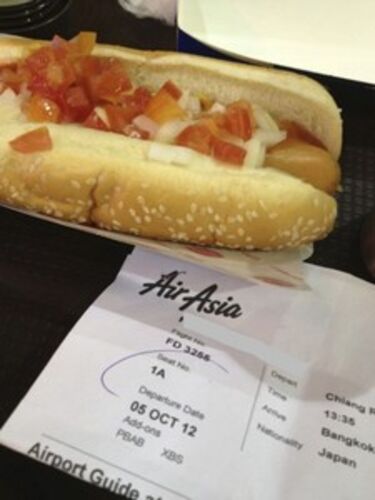 AirAsia
Flight No.
FD 3256
Seat No.
1A
Departure Date
05 OCT 12
Add-ons
PBAB XBS
Depart Chiang
Time 13:35
Arrive Bangkok
Nationality Japan
Airport Guide